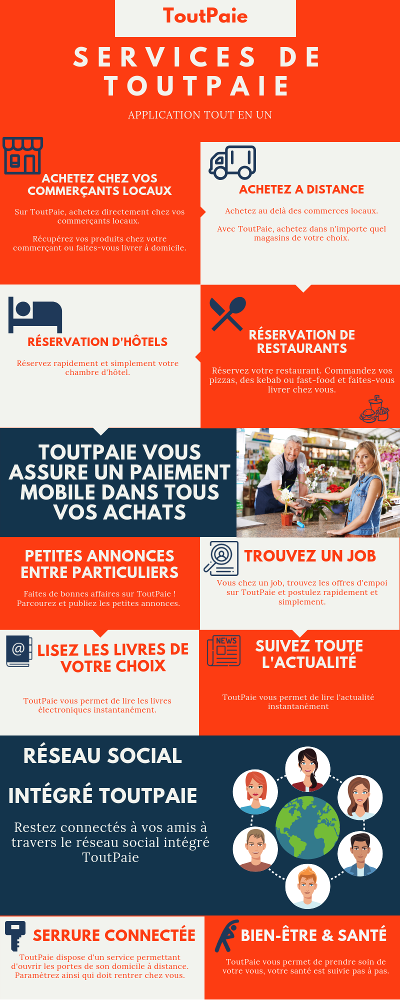 ToutPaie
SERVICES DE
TOUTPAIE
APPLICATION TOUT EN UN
ACHETEZ CHEZ VOS
COMMERÇANTS LOCAUX
Sur ToutPaie, achetez directement chez vos
commerçants locaux.
Récupérez vos produits chez votre
commerçant ou faites-vous livrer à domicile.
ACHETEZ A DISTANCE
Achetez au delà des commerces locaux.
Avec ToutPaie, achetez dans n'importe quel
magasins de votre choix.
RÉSERVATION D'HÔTELS
Réservez rapidement et simplement votre
chambre d'hôtel.
RÉSERVATION DE
RESTAURANTS
Réservez votre restaurant. Commandez vos
pizzas, des kebab ou fast-food et faites-vous
livrer chez vous.
TOUTPAIE VOUS
ASSURE UN PAIEMENT
MOBILE DANS TOUS
VOS ACHATS
PETITES ANNONCES
ENTRE PARTICULIERS
Faites de bonnes affaires sur ToutPaie !
Parcourez et publiez les petites annonces.
TROUVEZ UN JOB
Vous chez un job, trouvez les offres d'empoi
sur ToutPaie et postulez rapidement et
simplement.
@
LISEZ LES LIVRES DE
VOTRE CHOIX
ToutPaie vous permet de lire les livres
électroniques instantanément.
NEWS
SUIVEZ TOUTE
L'ACTUALITÉ
ToutPaie vous permet de lire l'actualité
instantanément
RÉSEAU SOCIAL
INTÉGRÉ TOUTPAIE
Restez connectés à vos amis à
travers le réseau social intégré
ToutPaie
SERRURE CONNECTÉE
ToutPaie dispose d'un service permettant
d'ouvrir les portes de son domicile à distance.
Paramétrez ainsi qui doit rentrer chez vous.
BIEN-ÊTRE & SANTÉ
ToutPaie vous permet de prendre soin de
votre vous, votre santé est suivie pas à pas.